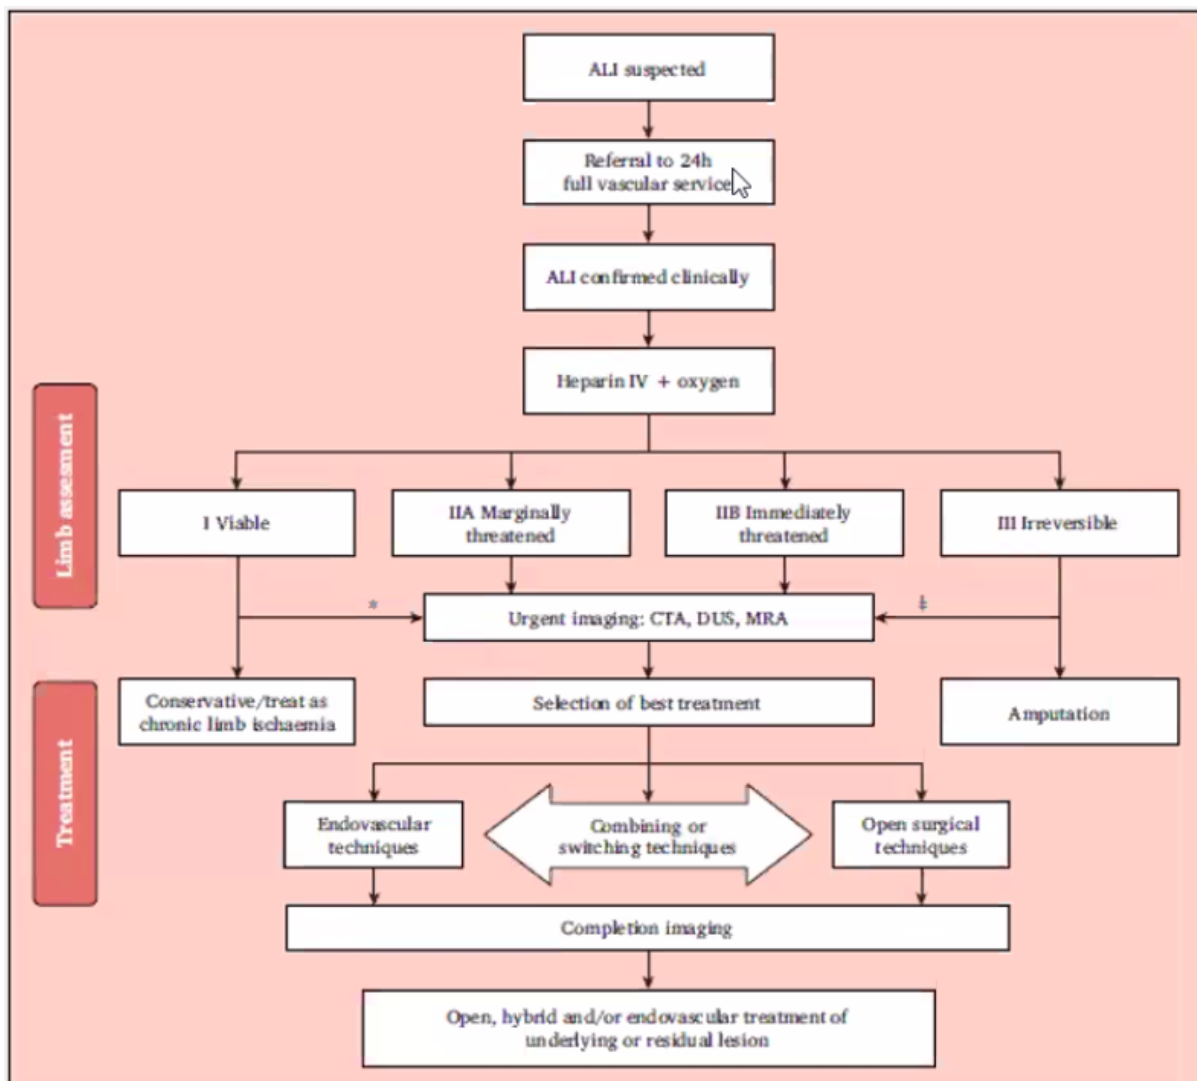 ALI suspected
Referral to 24h
full vascular service
ALI confirmed clinically
Heparin IV + oxygen
Limb assesment
I Viable
IIA Marginally
threatened
IIB Immediately
threatened
III Irreversible
*
Urgent imaging: CTA, DUS, MRA
‡
Conservative/treat as
chronic limb ischaemia
Selection of best treatment
Amputation
Treatment
Endovascular
techniques
Combining or
switching techniques
Open surgical
techniques
Completion imaging
Open, hybrid and/or endovascular treatment of
underlying or residual lesion